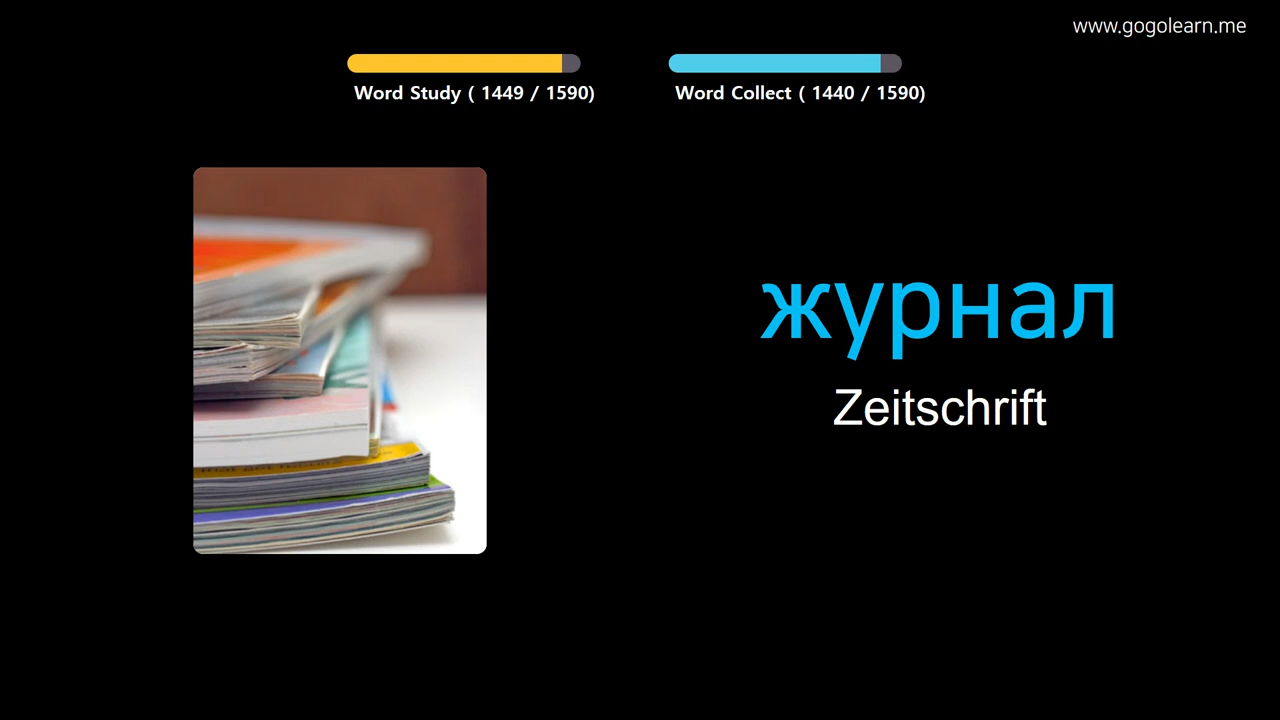 www.gogolearn.me
Word Study ( 1449 / 1590)
Word Collect ( 1440 / 1590)
журнал
Zeitschrift